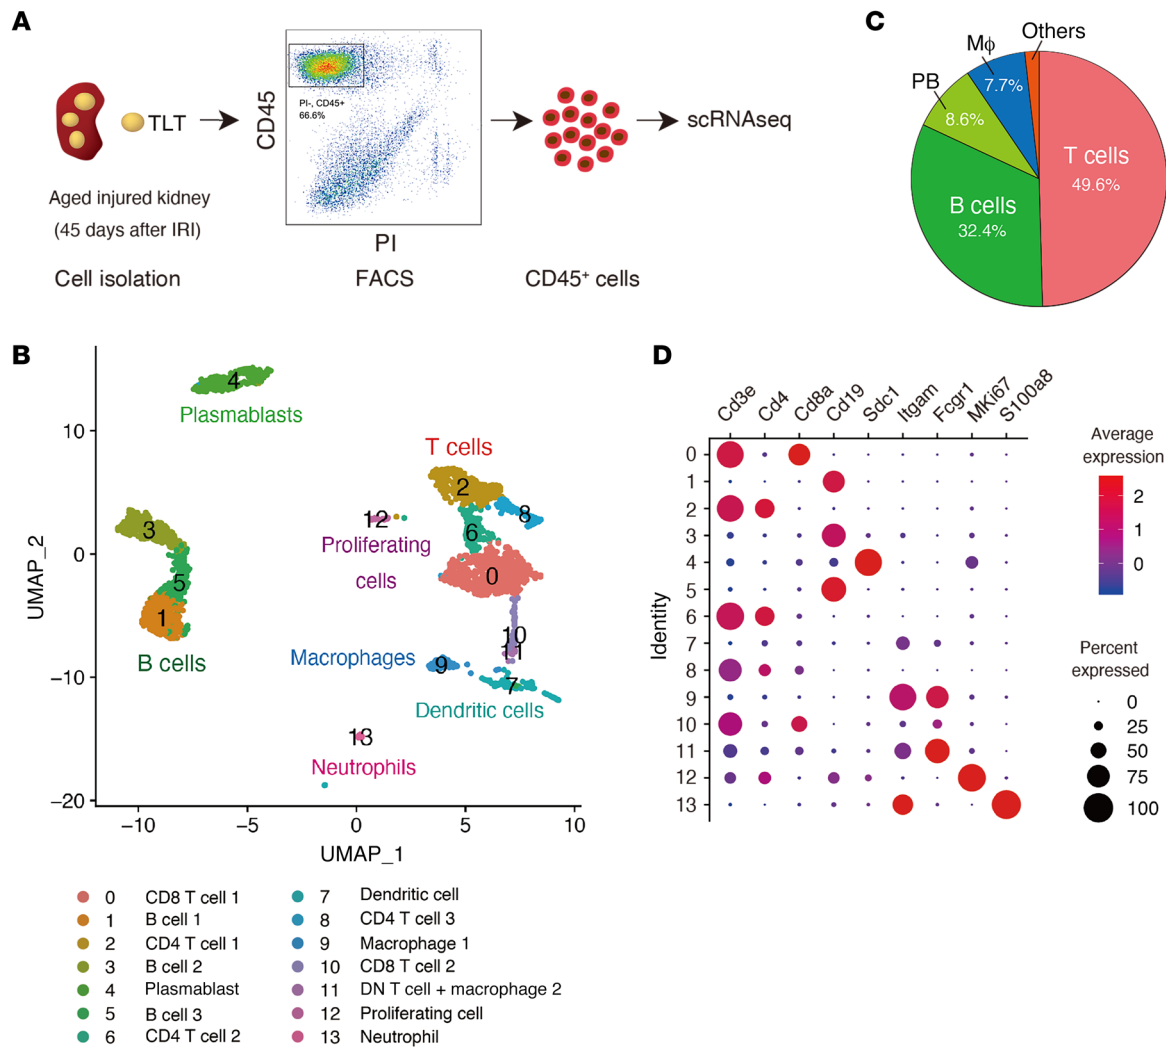 A
TLT
Aged injured kidney
(45 days after IRI)
Cell isolation
CD45
PI-, CD45+
66.6%
PI
FACS
CD45+ cells
scRNAseq
C
Others
Mϕ
7.7%
PB
8.6%
T cells
49.6%
B cells
32.4%
B
UMAP_2
10
0
−10
−20
4
Plasmablasts
T cells
2
8
12
6
Proliferating
cells
3
0
5
1
B cells
10
11
Macrophages
9
7
Dendritic cells
13
Neutrophils
−10
−5
0
5
10
UMAP_1
0 CD8 T cell 1
1 B cell 1
2 CD4 T cell 1
3 B cell 2
4 Plasmablast
5 B cell 3
6 CD4 T cell 2
7 Dendritic cell
8 CD4 T cell 3
9 Macrophage 1
10 CD8 T cell 2
11 DN T cell + macrophage 2
12 Proliferating cell
13 Neutrophil
D
Cd3e
Cd4
Cd8a
Cd19
Sdc1
Itgam
Fcgr1
MKi67
S100a8
Identity
0
1
2
3
4
5
6
7
8
9
10
11
12
13
Average
expression
2
1
0
Percent
expressed
0
25
50
75
100